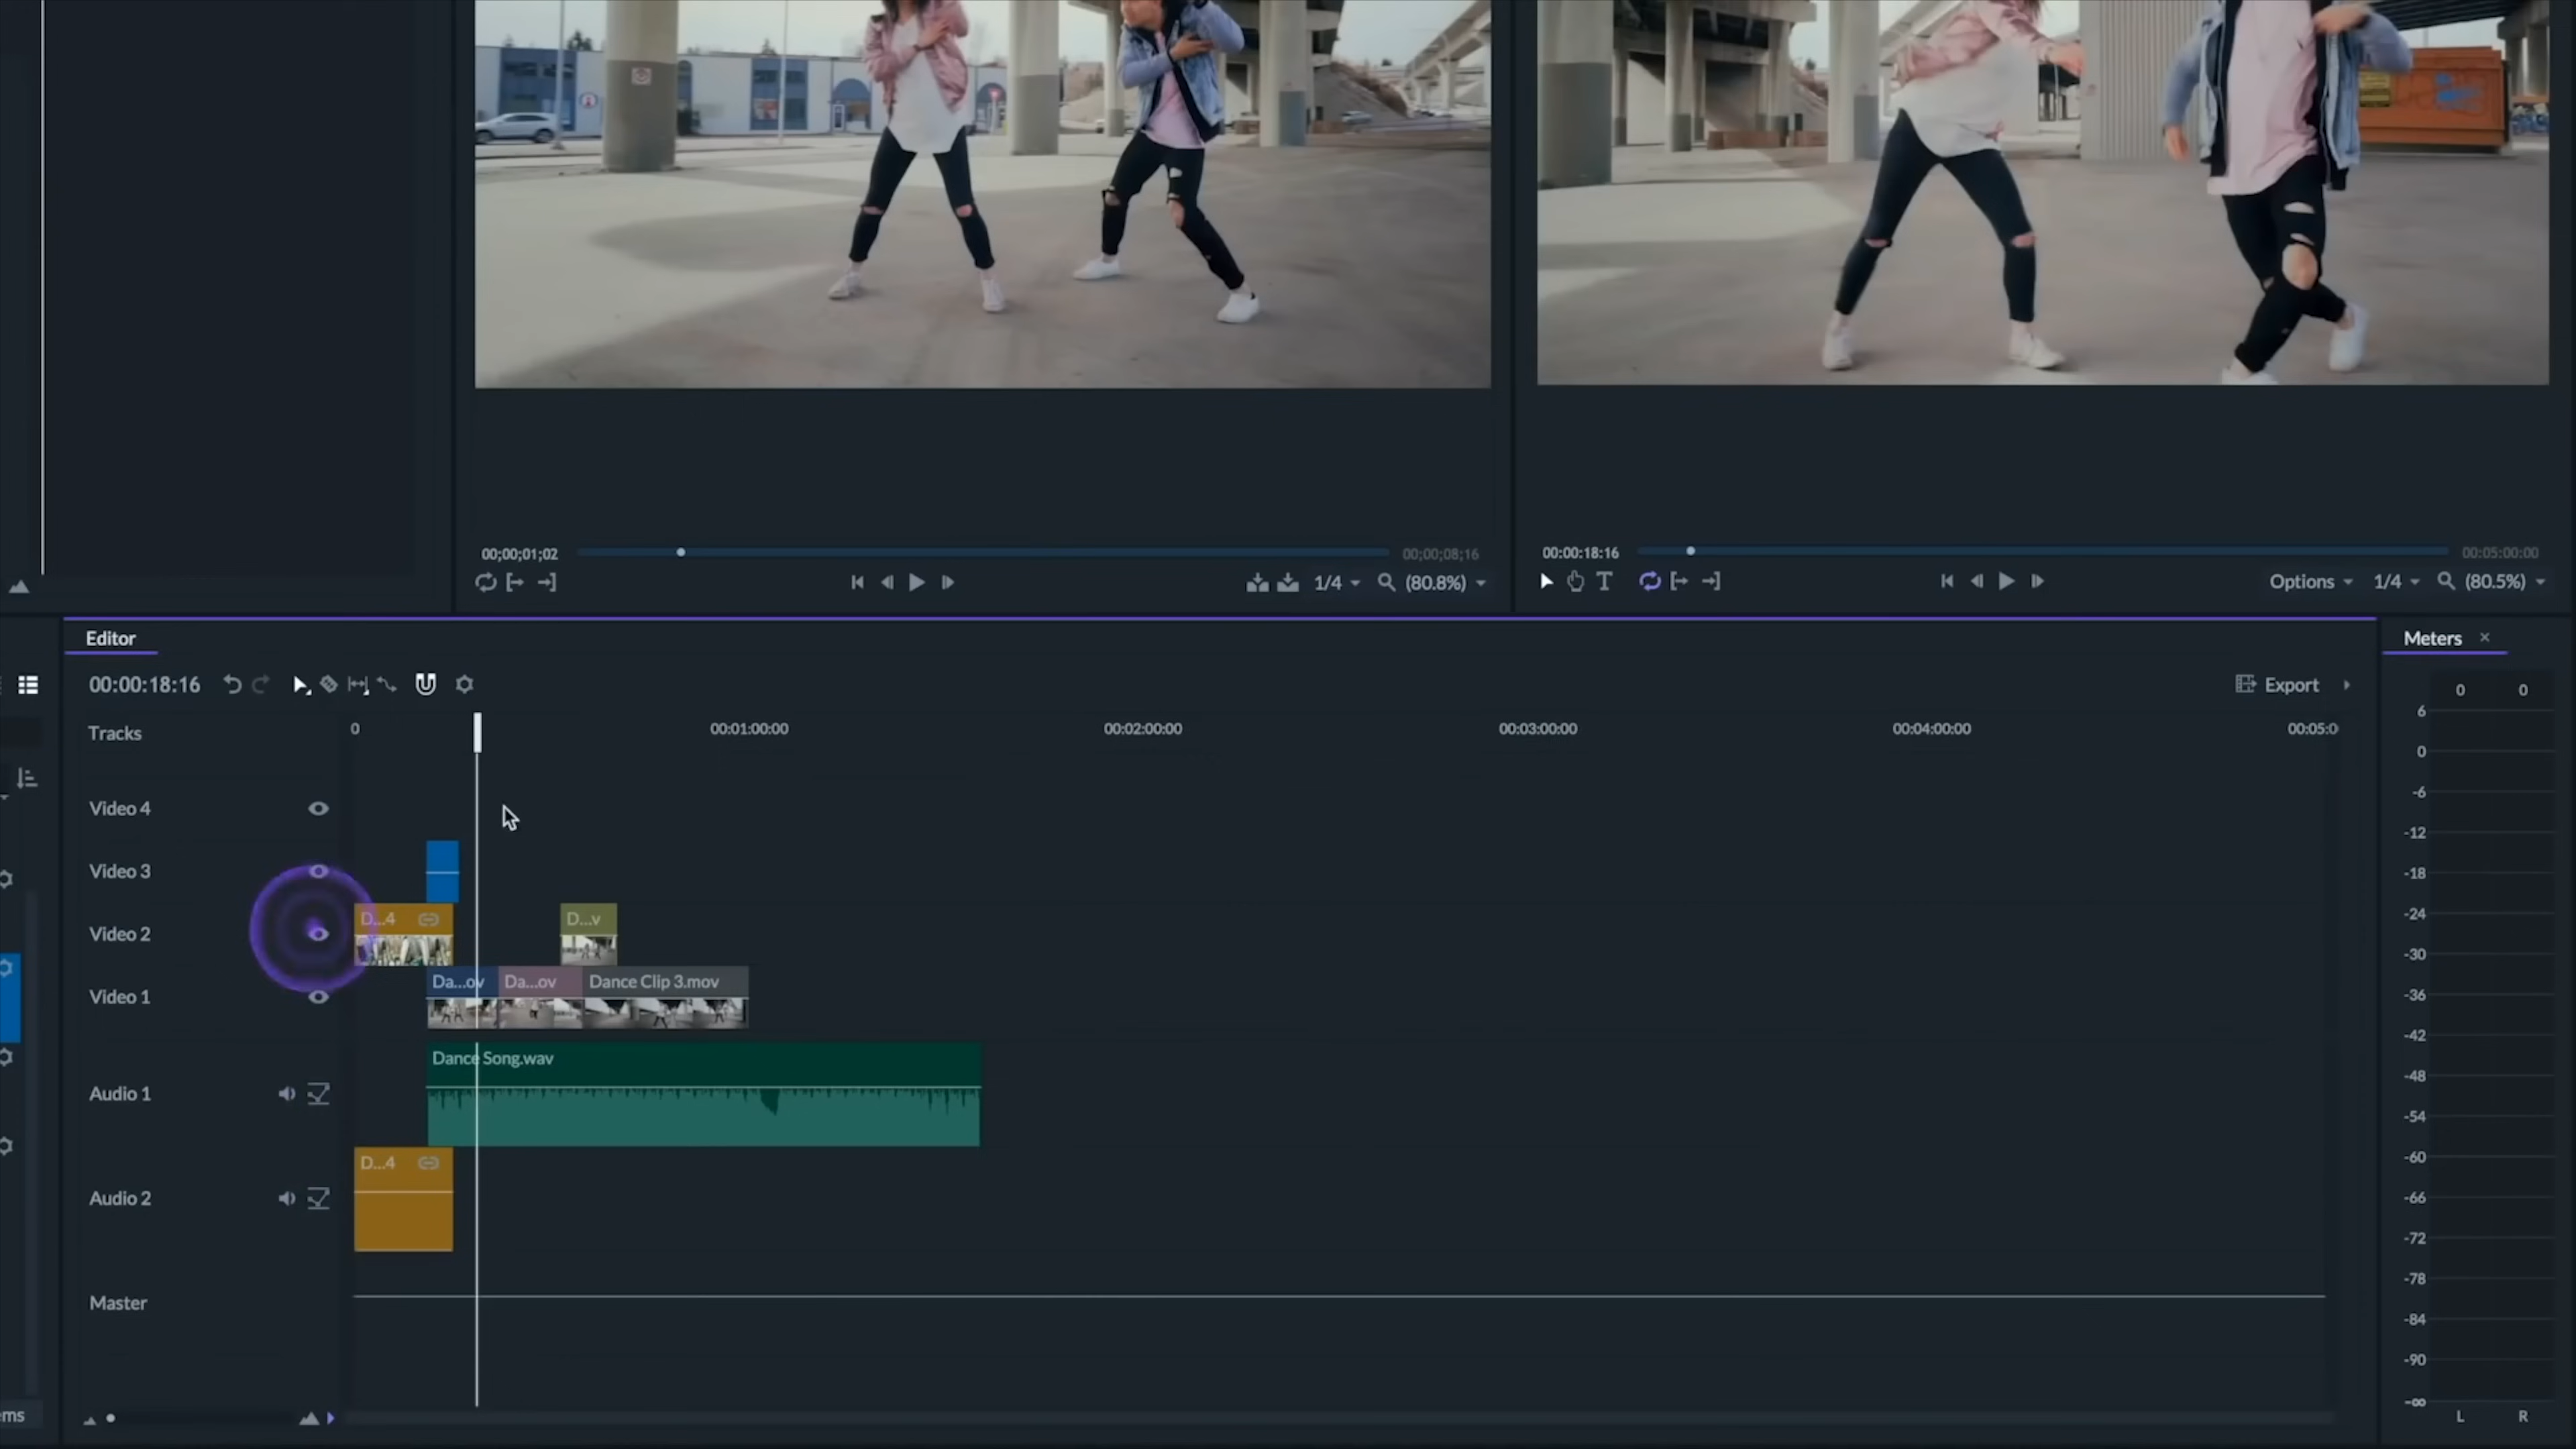 00;00;01;02
00;00;08;16
1/4
(80.8%)
00:00:18:16
00:05:00:00
Options
1/4
(80.5%)
Editor
Meters
00:00:18:16
Export
0 0
Tracks
0
00:01:00:00
00:02:00:00
00:03:00:00
00:04:00:00
00:05:0
Video 4
Video 3
Video 2
D...4
D...v
Video 1
Da...ov
Da...ov
Dance Clip 3.mov
Dance Song.wav
Audio 1
D...4
Audio 2
Master
ems
6
0
-6
-12
-18
-24
-30
-36
-42
-48
-54
-60
-66
-72
-78
-84
-90
-∞
L R